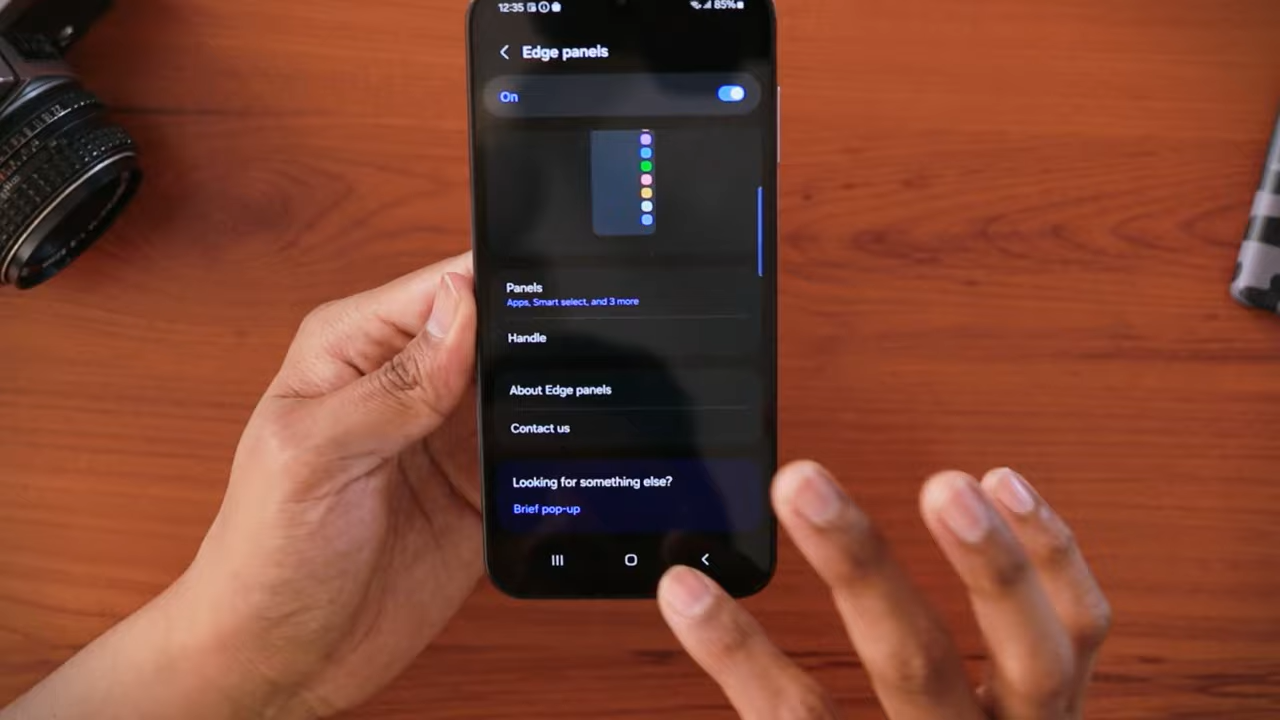 12:35
85%
Edge panels
On
Panels
Apps, Smart select, and 3 more
Handle
About Edge panels
Contact us
Looking for something else?
Brief pop-up